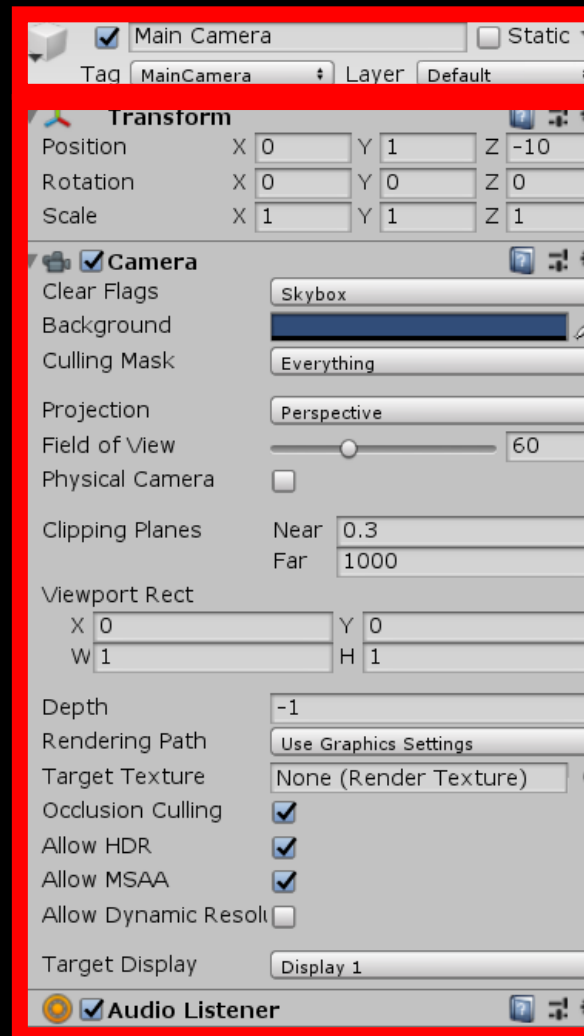 Main Camera Static
Tag MainCamera Layer Default
Transform
Position X 0 Y 1 Z -10
Rotation X 0 Y 0 Z 0
Scale X 1 Y 1 Z 1
Camera
Clear Flags Skybox
Background
Culling Mask Everything
Projection Perspective
Field of View 60
Physical Camera
Clipping Planes Near 0.3
Far 1000
Viewport Rect
X 0 Y 0
W 1 H 1
Depth -1
Rendering Path Use Graphics Settings
Target Texture None (Render Texture)
Occlusion Culling
Allow HDR
Allow MSAA
Allow Dynamic Resolu
Target Display Display 1
Audio Listener